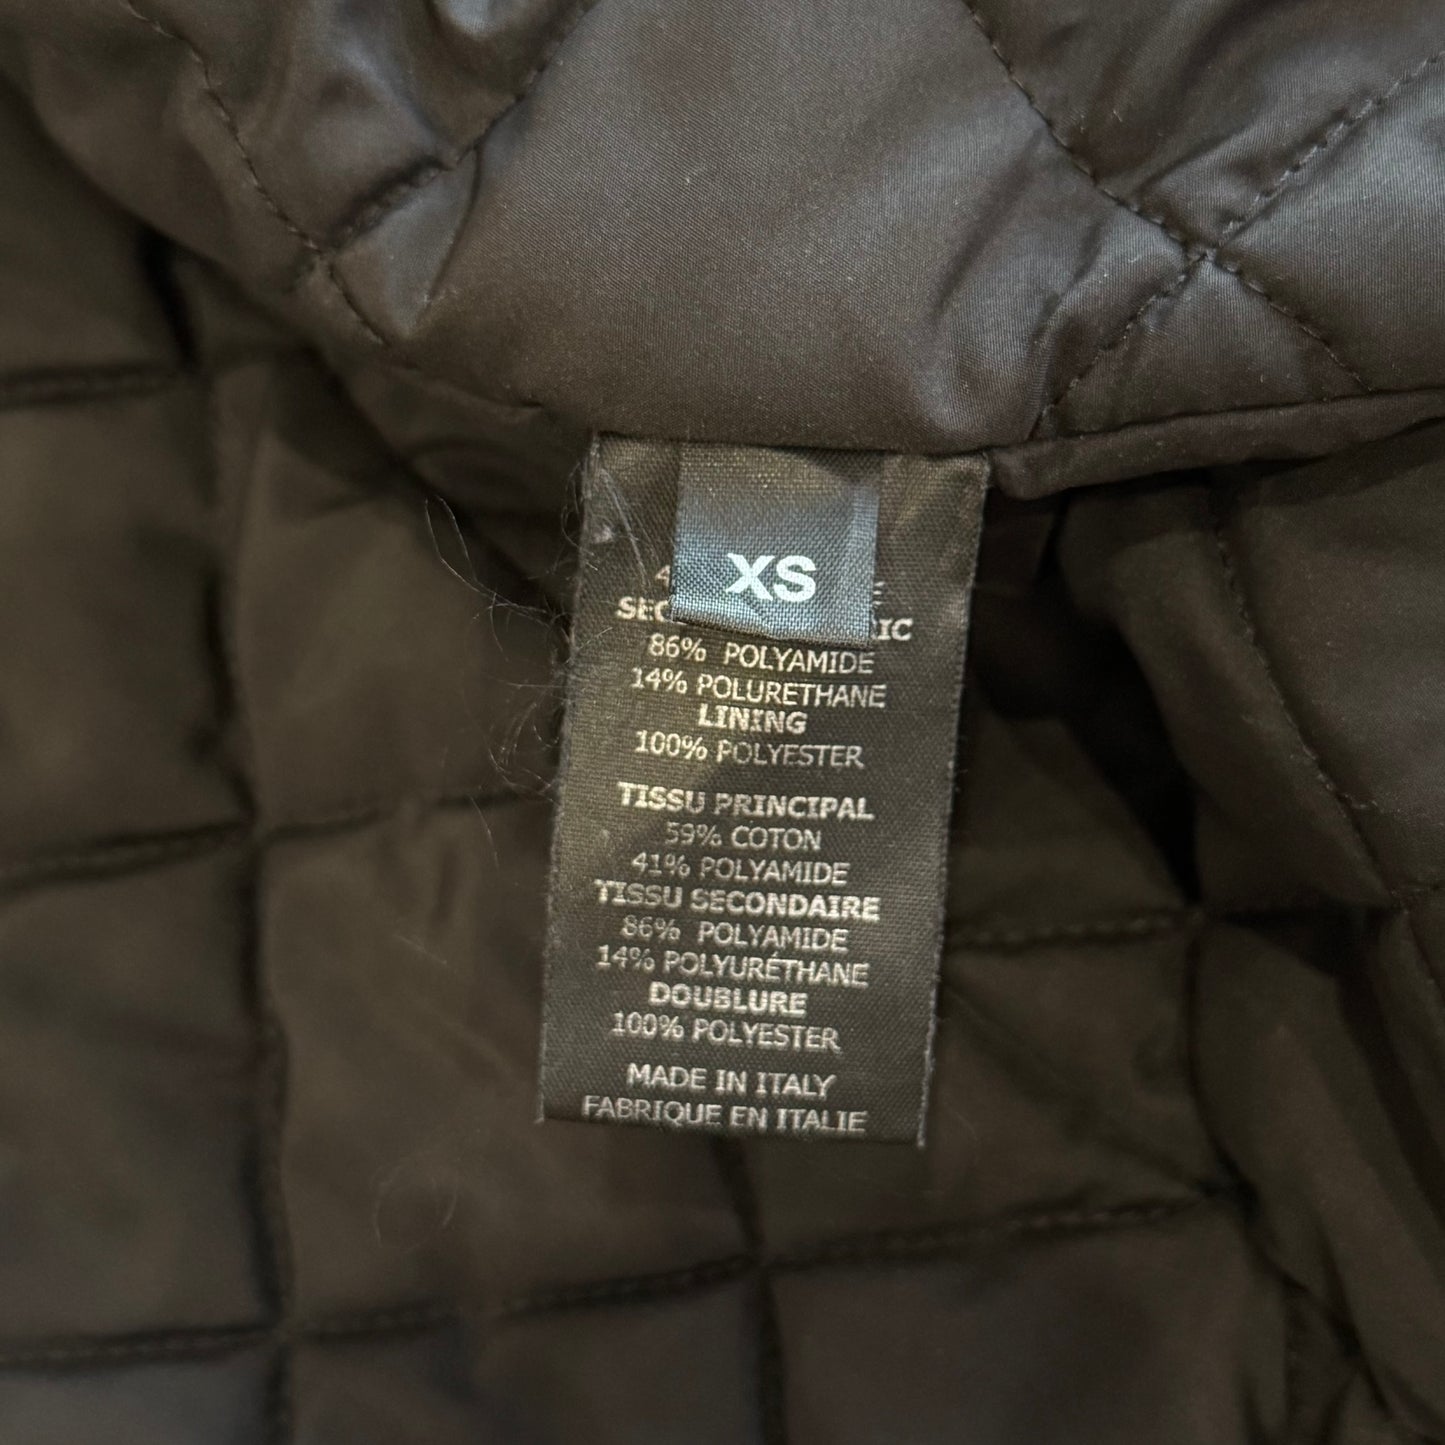 XS
86% POLYAMIDE
14% POLURETHANE
LINING
100% POLYESTER
TISSU PRINCIPAL
59% COTON
41% POLYAMIDE
TISSU SECONDAIRE
86% POLYAMIDE
14% POLYURÉTHANE
DOUBLURE
100% POLYESTER
MADE IN ITALY
FABRIQUE EN ITALIE